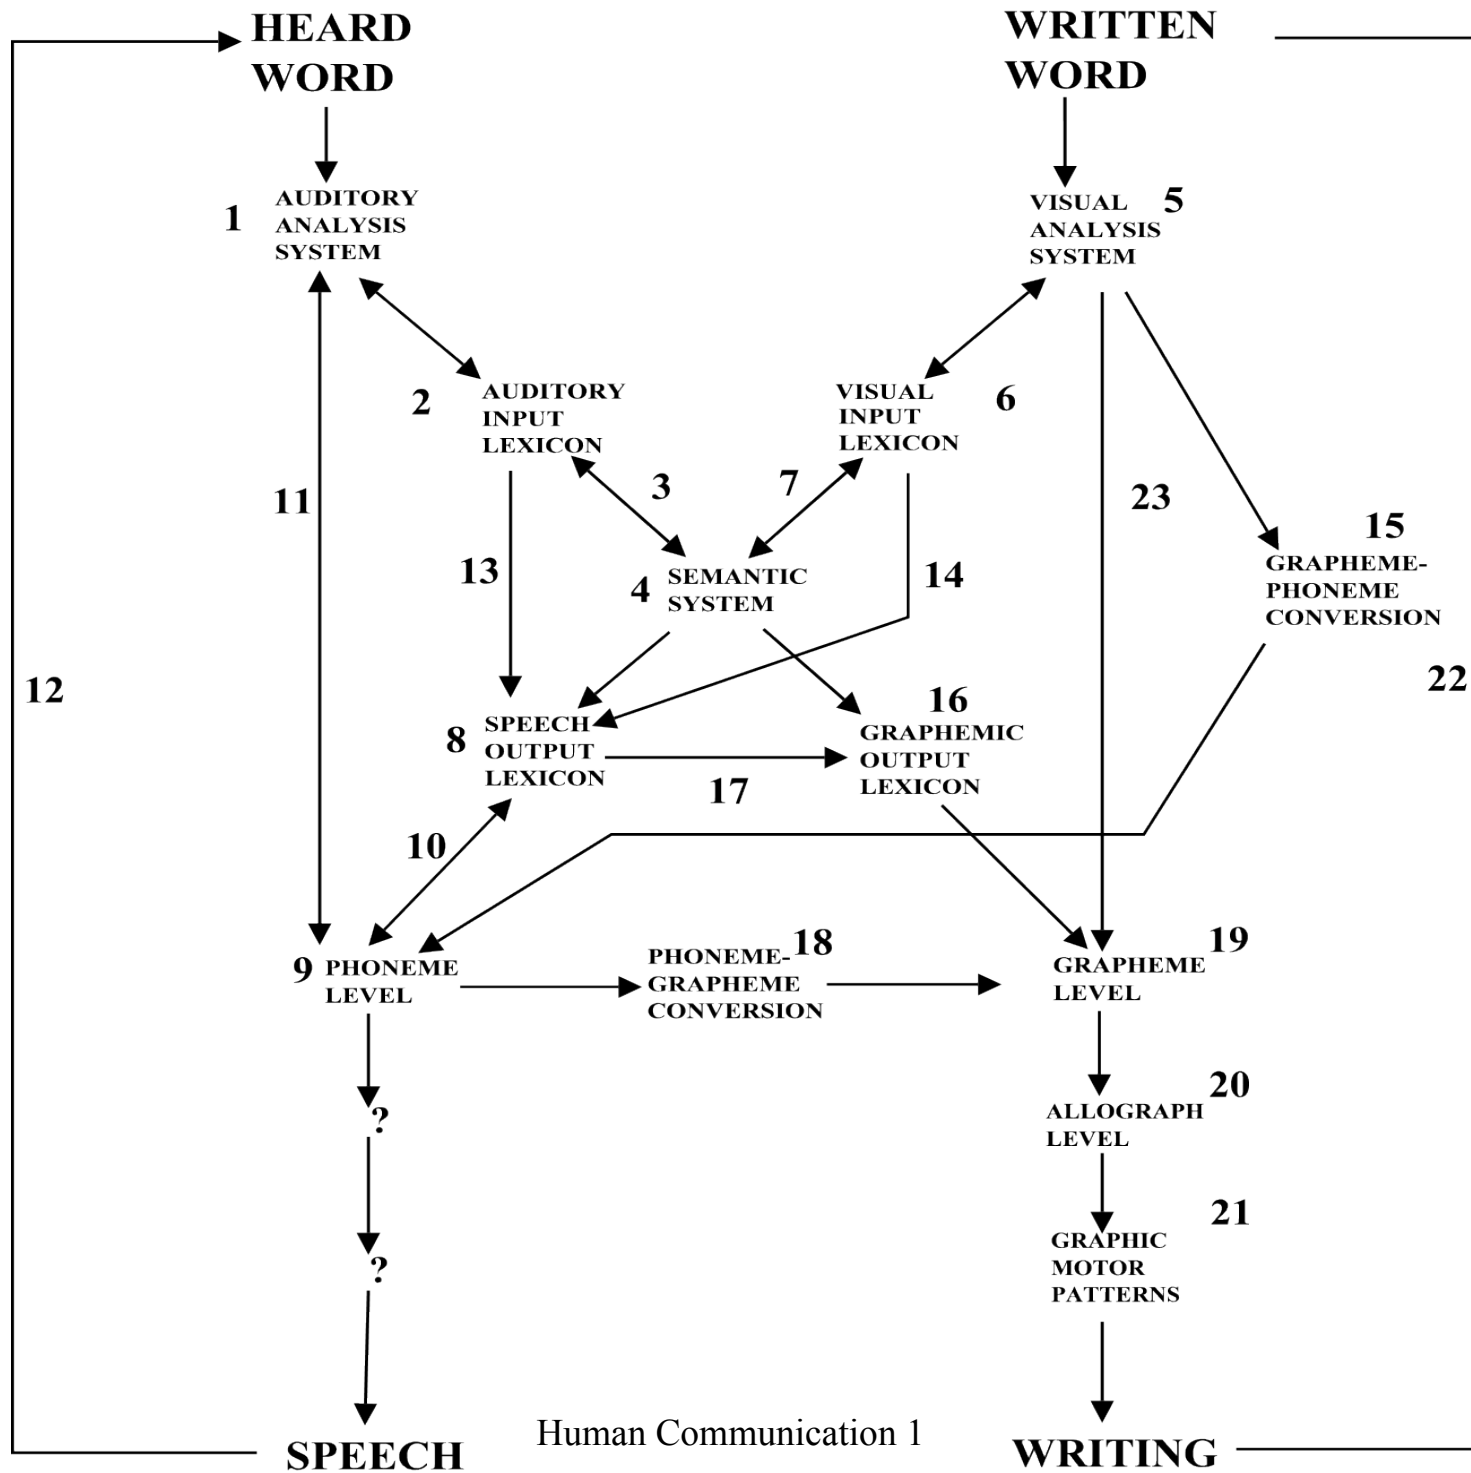 HEARD
WORD
WRITTEN
WORD
1
AUDITORY
ANALYSIS
SYSTEM
VISUAL
ANALYSIS
SYSTEM
5
2
AUDITORY
INPUT
LEXICON
VISUAL
INPUT
LEXICON
6
3
7
11
23
13
4
SEMANTIC
SYSTEM
14
15
GRAPHEME-
PHONEME
CONVERSION
12
22
8
SPEECH
OUTPUT
LEXICON
16
GRAPHEMIC
OUTPUT
LEXICON
17
10
9
PHONEME
LEVEL
PHONEME-
GRAPHEME
CONVERSION
18
19
GRAPHEME
LEVEL
?
20
ALLOGRAPH
LEVEL
?
21
GRAPHIC
MOTOR
PATTERNS
SPEECH
Human Communication 1
WRITING